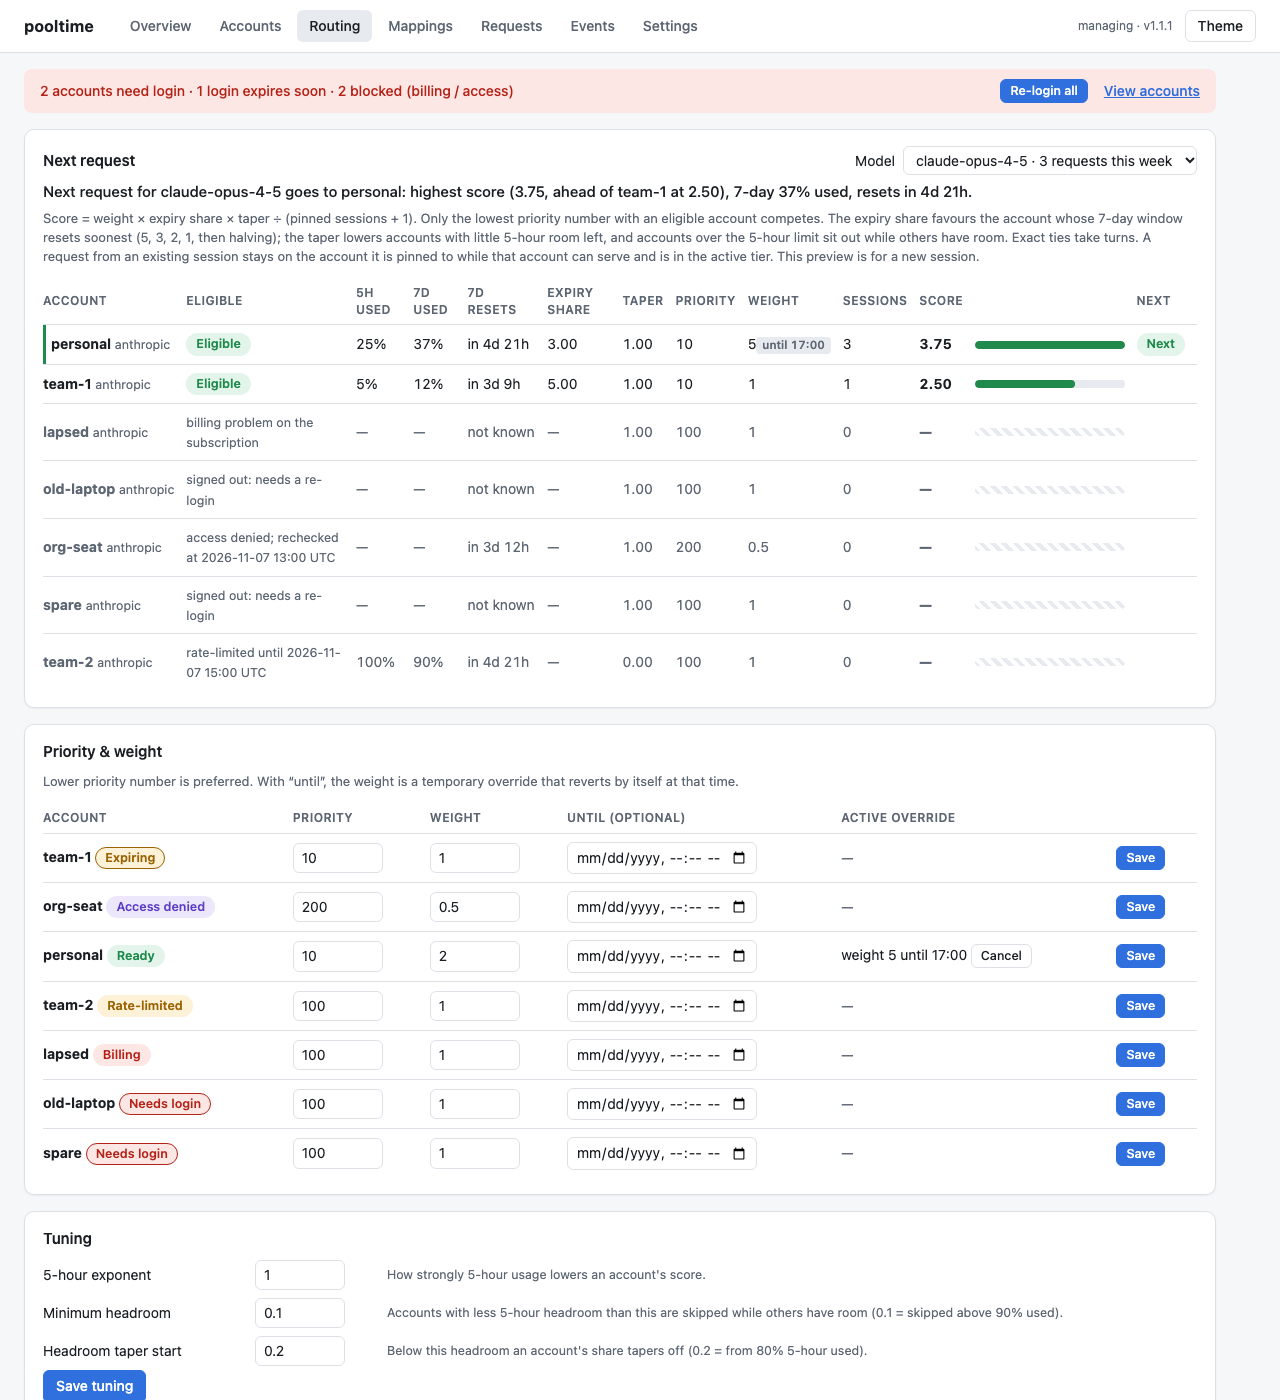 pooltime Overview Accounts Routing Mappings Requests Events Settings managing · v1.1.1 Theme
2 accounts need login · 1 login expires soon · 2 blocked (billing / access) Re-login all View accounts
Next request Model claude-opus-4-5 · 3 requests this week
Next request for claude-opus-4-5 goes to personal: highest score (3.75, ahead of team-1 at 2.50), 7-day 37% used, resets in 4d 21h.
Score = weight × expiry share × taper ÷ (pinned sessions + 1). Only the lowest priority number with an eligible account competes. The expiry share favours the account whose 7-day window
resets soonest (5, 3, 2, 1, then halving); the taper lowers accounts with little 5-hour room left, and accounts over the 5-hour limit sit out while others have room. Exact ties take turns. A
request from an existing session stays on the account it is pinned to while that account can serve and is in the active tier. This preview is for a new session.
ACCOUNT ELIGIBLE 5H USED 7D USED 7D RESETS EXPIRY SHARE TAPER PRIORITY WEIGHT SESSIONS SCORE NEXT
personal anthropic Eligible 25% 37% in 4d 21h 3.00 1.00 10 5 until 17:00 3 3.75 Next
team-1 anthropic Eligible 5% 12% in 3d 9h 5.00 1.00 10 1 1 2.50
lapsed anthropic billing problem on the subscription — — not known — 1.00 100 1 0 —
old-laptop anthropic signed out: needs a re-login — — not known — 1.00 100 1 0 —
org-seat anthropic access denied; rechecked at 2026-11-07 13:00 UTC — — in 3d 12h — 1.00 200 0.5 0 —
spare anthropic signed out: needs a re-login — — not known — 1.00 100 1 0 —
team-2 anthropic rate-limited until 2026-11-07 15:00 UTC 100% 90% in 4d 21h — 0.00 100 1 0 —
Priority & weight
Lower priority number is preferred. With “until”, the weight is a temporary override that reverts by itself at that time.
ACCOUNT PRIORITY WEIGHT UNTIL (OPTIONAL) ACTIVE OVERRIDE
team-1 Expiring 10 1 mm/dd/yyyy, --:-- -- — Save
org-seat Access denied 200 0.5 mm/dd/yyyy, --:-- -- — Save
personal Ready 10 2 mm/dd/yyyy, --:-- -- weight 5 until 17:00 Cancel Save
team-2 Rate-limited 100 1 mm/dd/yyyy, --:-- -- — Save
lapsed Billing 100 1 mm/dd/yyyy, --:-- -- — Save
old-laptop Needs login 100 1 mm/dd/yyyy, --:-- -- — Save
spare Needs login 100 1 mm/dd/yyyy, --:-- -- — Save
Tuning
5-hour exponent 1 How strongly 5-hour usage lowers an account's score.
Minimum headroom 0.1 Accounts with less 5-hour headroom than this are skipped while others have room (0.1 = skipped above 90% used).
Headroom taper start 0.2 Below this headroom an account's share tapers off (0.2 = from 80% 5-hour used).
Save tuning